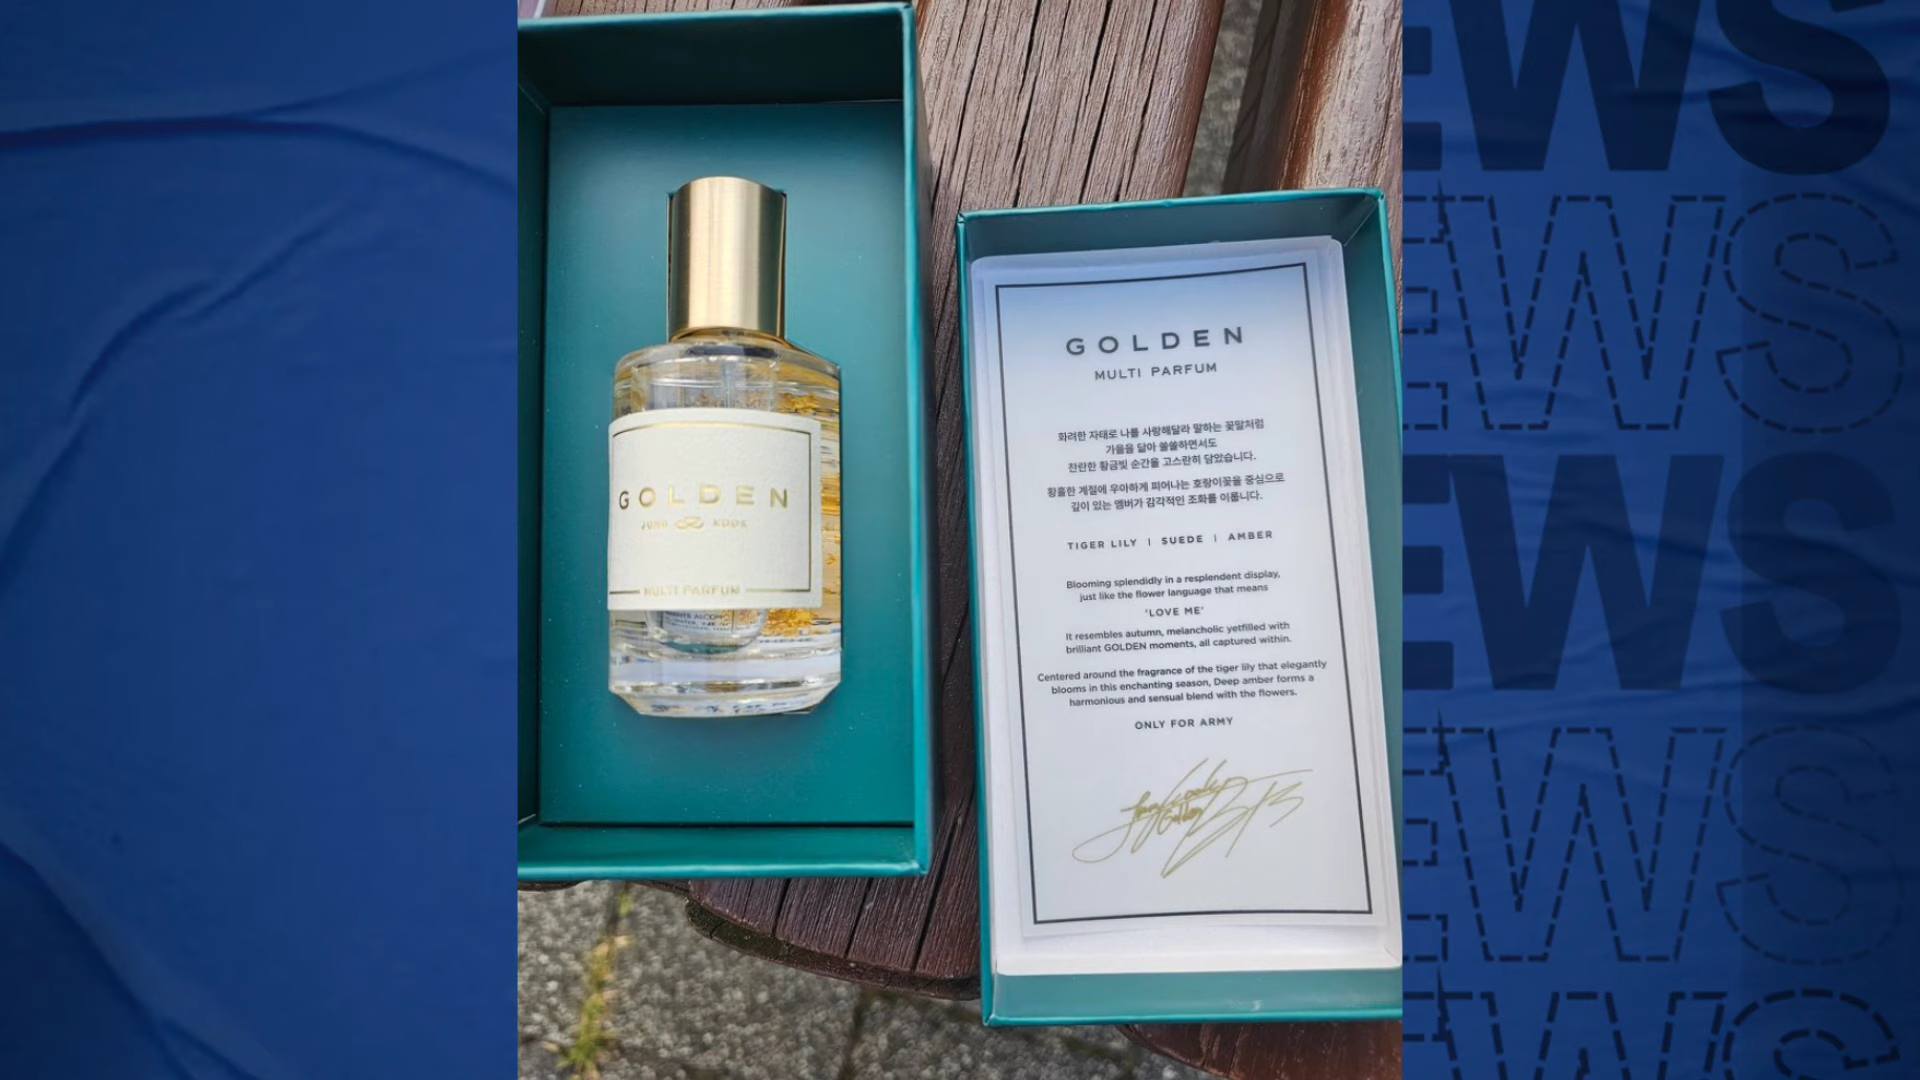 GOLDEN
JUNG KOOK
MULTI PARFUM
GOLDEN
MULTI PARFUM
화려한 자태로 나를 사랑해달라 말하는 꽃말처럼
가을을 닮아 쓸쓸하면서도
찬란한 황금빛 순간을 고스란히 담았습니다.
황홀한 계절에 우아하게 피어나는 호랑이꽃을 중심으로
깊이 있는 엠버가 감각적인 조화를 이룹니다.
TIGER LILY | SUEDE | AMBER
Blooming splendidly in a resplendent display,
just like the flower language that means
'LOVE ME'
It resembles autumn, melancholic yetfilled with
brilliant GOLDEN moments, all captured within.
Centered around the fragrance of the tiger lily that elegantly
blooms in this enchanting season, Deep amber forms a
harmonious and sensual blend with the flowers.
ONLY FOR ARMY
EWS
EWS
EWS
EWS
EWS